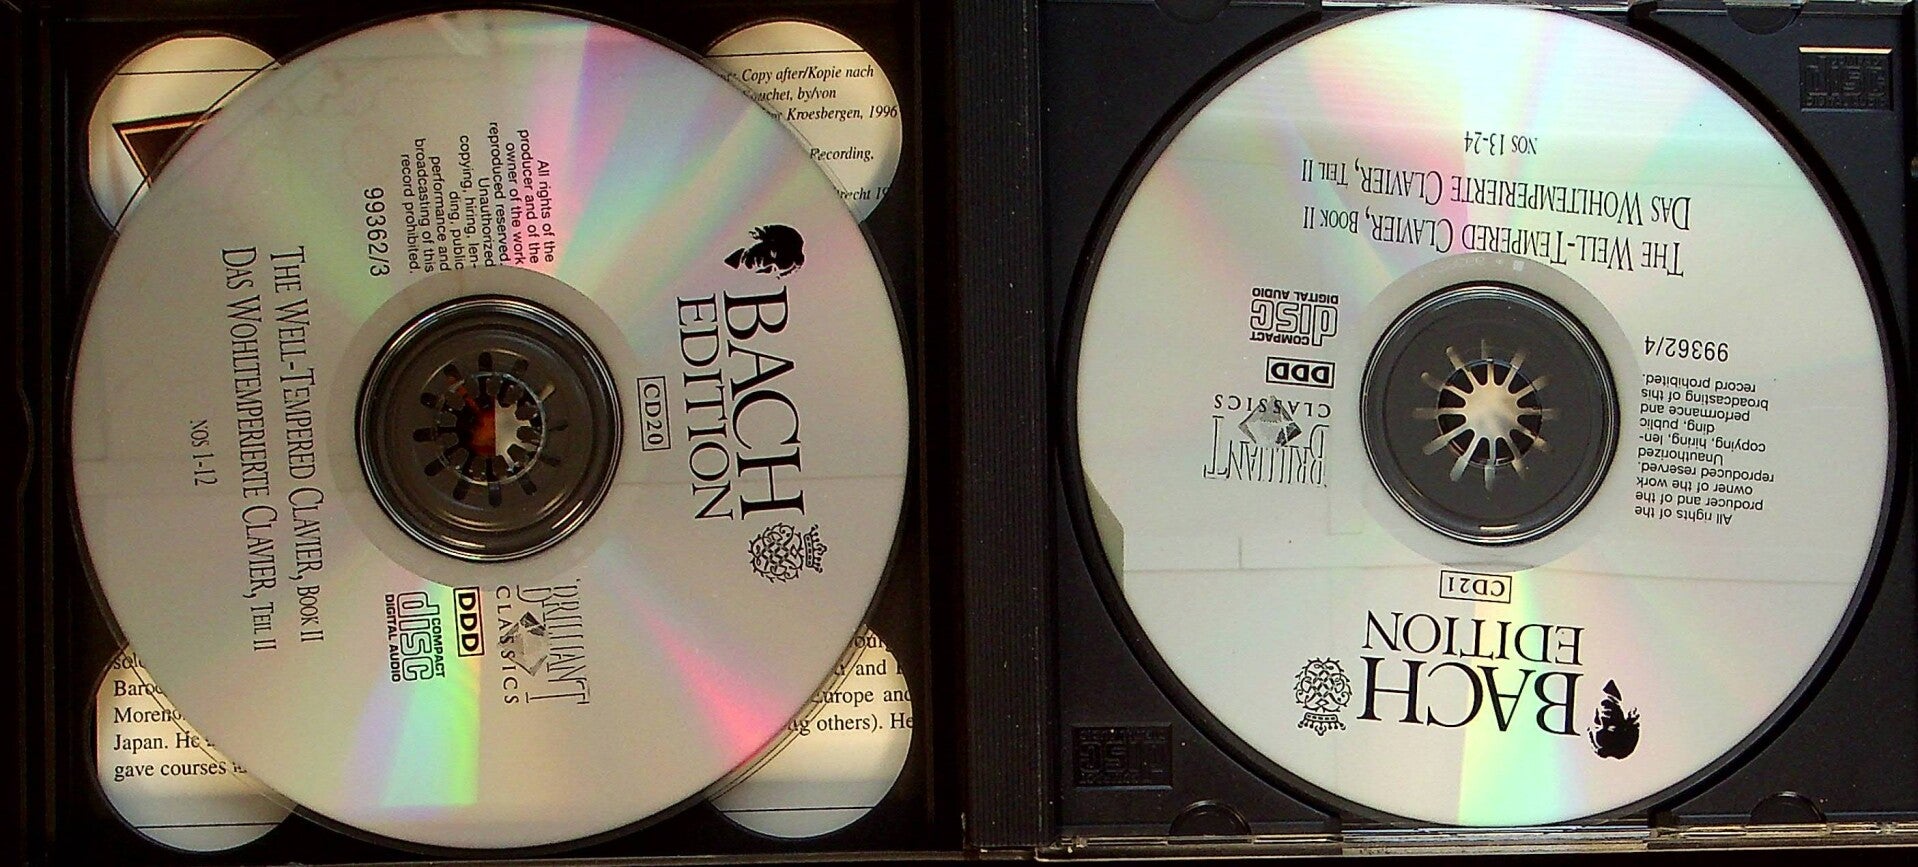 BACH
EDITION
CD20
All rights of the
producer and of the
owner of the work
reproduced reserved.
Unauthorized
copying, hiring, len-
ding, public
performance and
broadcasting of this
record prohibited.
99362/3
BRILLIANT
CLASSICS
DDD
COMPACT
disc
DIGITAL AUDIO
THE WELL-TEMPERED CLAVIER, BOOK II
DAS WOHLTEMPERIERTE CLAVIER, TEIL II
NOS 1-12
Copy after/Kopie nach
by/von
Kroesbergen, 1996
Recording,
Moreno,
Japan. He
gave courses
and
Europe and
others). He
BACH
EDITION
CD21
All rights of the
producer and of the
owner of the work
reproduced reserved.
Unauthorized
copying, hiring, len-
ding, public
performance and
broadcasting of this
record prohibited.
99362/4
BRILLIANT
CLASSICS
DDD
COMPACT
disc
DIGITAL AUDIO
THE WELL-TEMPERED CLAVIER, BOOK II
DAS WOHLTEMPERIERTE CLAVIER, TEIL II
NOS 13-24
disc
disc